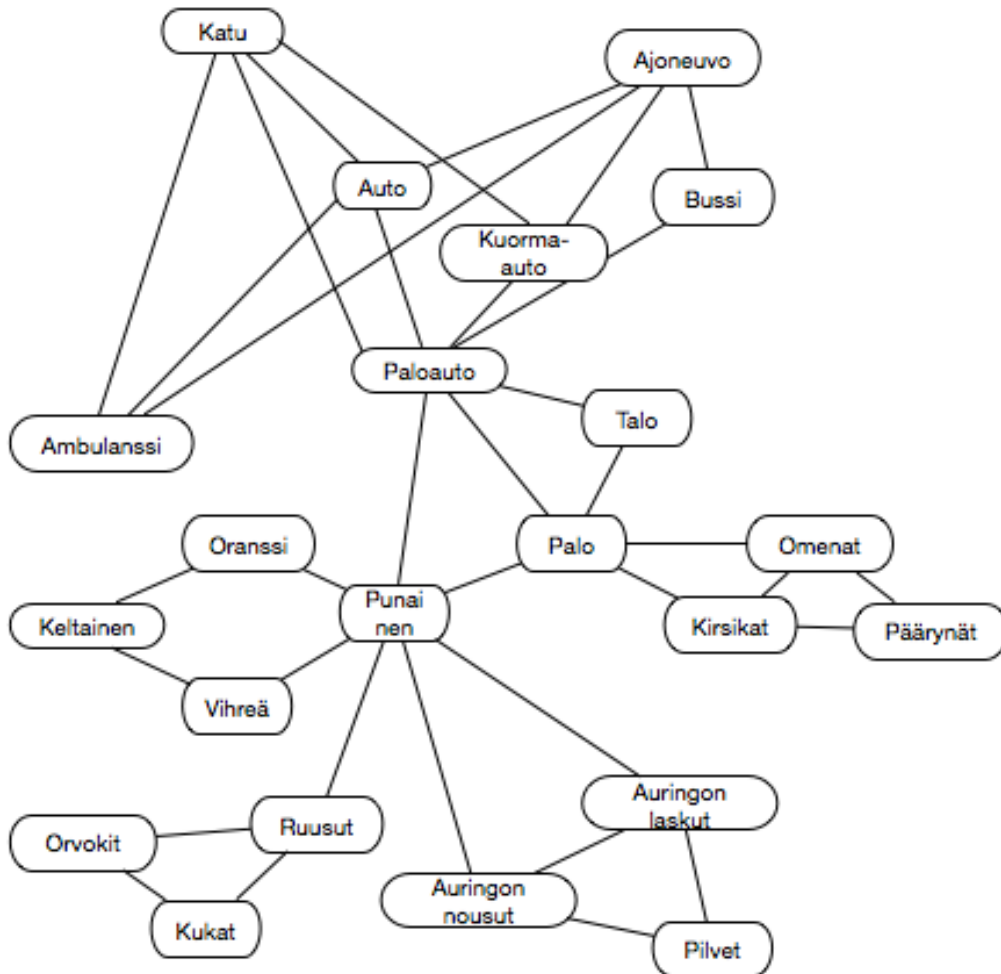 Katu
Ajoneuvo
Auto
Bussi
Kuorma-
auto
Paloauto
Talo
Ambulanssi
Oranssi
Palo
Omenat
Keltainen
Punai
nen
Kirsikat
Päärynät
Vihreä
Auringon
laskut
Orvokit
Ruusut
Auringon
nousut
Kukat
Pilvet